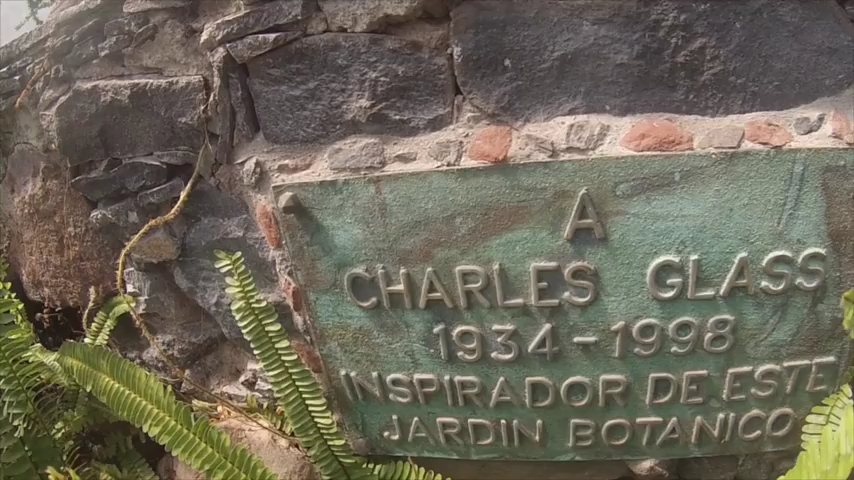 A
CHARLES GLASS
1934-1998
INSPIRADOR DE ESTE
JARDIN BOTANICO